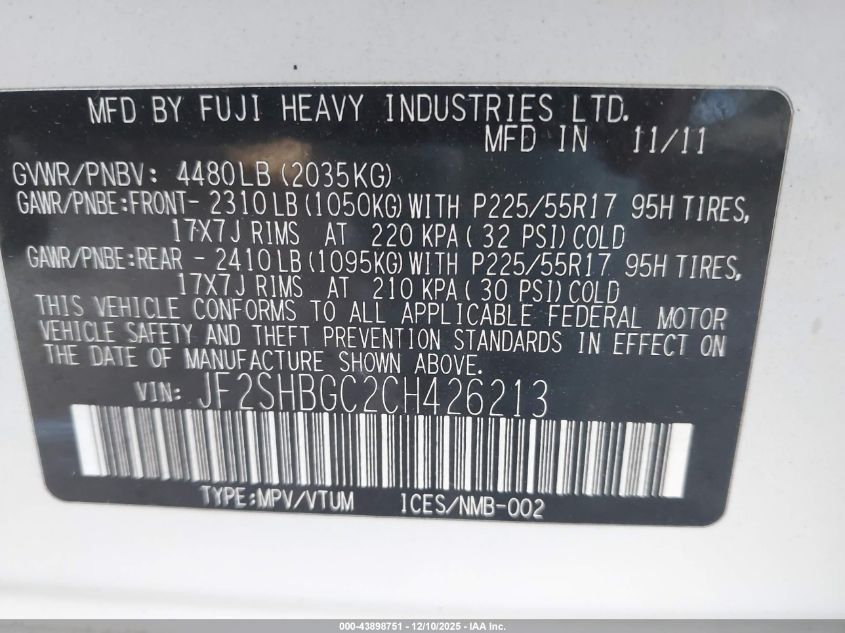 MFD BY FUJI HEAVY INDUSTRIES LTD.
MFD IN 11/11
GVWR/PNBV: 4480LB (2035KG)
GAWR/PNBE:FRONT- 2310LB (1050KG) WITH P225/55R17 95H TIRES,
17X7J RIMS AT 220 KPA ( 32 PSI) COLD
GAWR/PNBE:REAR - 2410LB (1095KG) WITH P225/55R17 95H TIRES,
17X7J RIMS AT 210 KPA ( 30 PSI) COLD
THIS VEHICLE CONFORMS TO ALL APPLICABLE FEDERAL MOTOR
VEHICLE SAFETY AND THEFT PREVENTION STANDARDS IN EFFECT ON
THE DATE OF MANUFACTURE SHOWN ABOVE.
VIN: JF2SHBGC2CH426213
TYPE:MPV/VTUM ICES/NMB-002
000-43898751 - 12/10/2025 - IAA Inc.